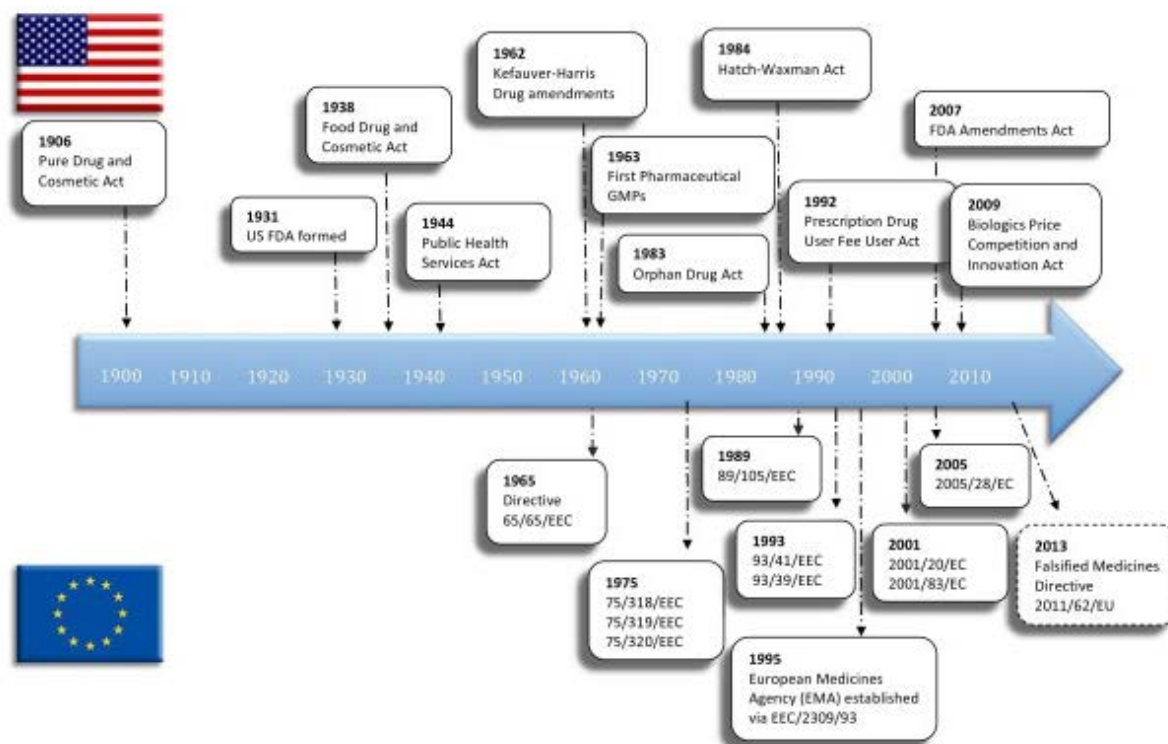 1906
Pure Drug and
Cosmetic Act
1931
US FDA formed
1938
Food Drug and
Cosmetic Act
1944
Public Health
Services Act
1962
Kefauver-Harris
Drug amendments
1963
First Pharmaceutical
GMPs
1983
Orphan Drug Act
1984
Hatch-Waxman Act
1992
Prescription Drug
User Fee User Act
2007
FDA Amendments Act
2009
Biologics Price
Competition and
Innovation Act
1900 1910 1920 1930 1940 1950 1960 1970 1980 1990 2000 2010
1965
Directive
65/65/EEC
1975
75/318/EEC
75/319/EEC
75/320/EEC
1989
89/105/EEC
1993
93/41/EEC
93/39/EEC
1995
European Medicines
Agency (EMA) established
via EEC/2309/93
2001
2001/20/EC
2001/83/EC
2005
2005/28/EC
2013
Falsified Medicines
Directive
2011/62/EU